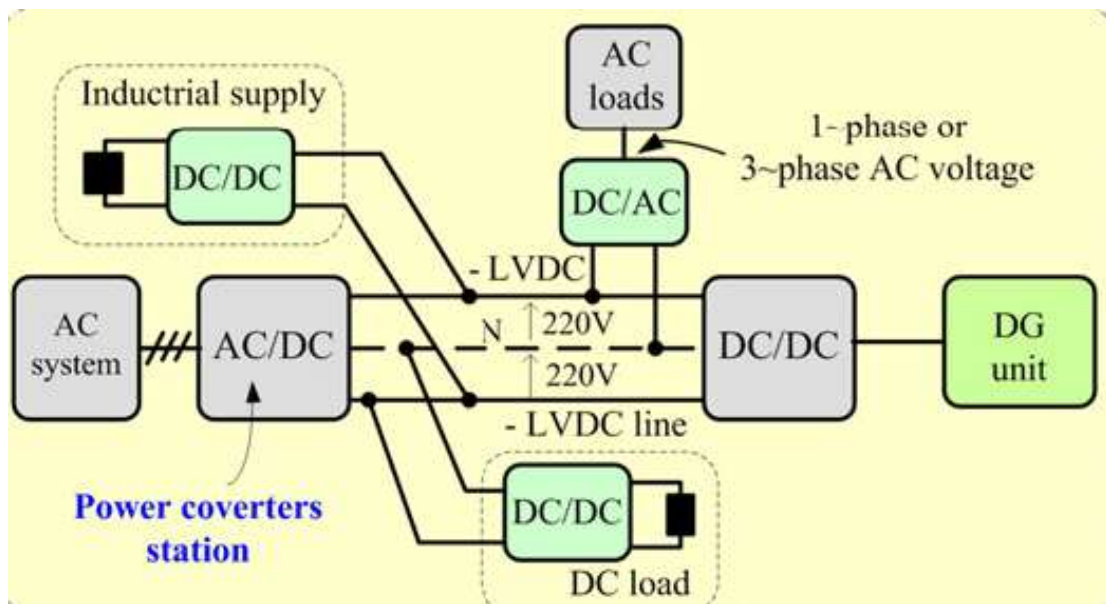 AC
loads
Inductrial supply
1~phase or
3~phase AC voltage
DC/DC
DC/AC
- LVDC
AC
system
AC/DC
N
220V
220V
DC/DC
DG
unit
- LVDC line
Power coverters
station
DC/DC
DC load